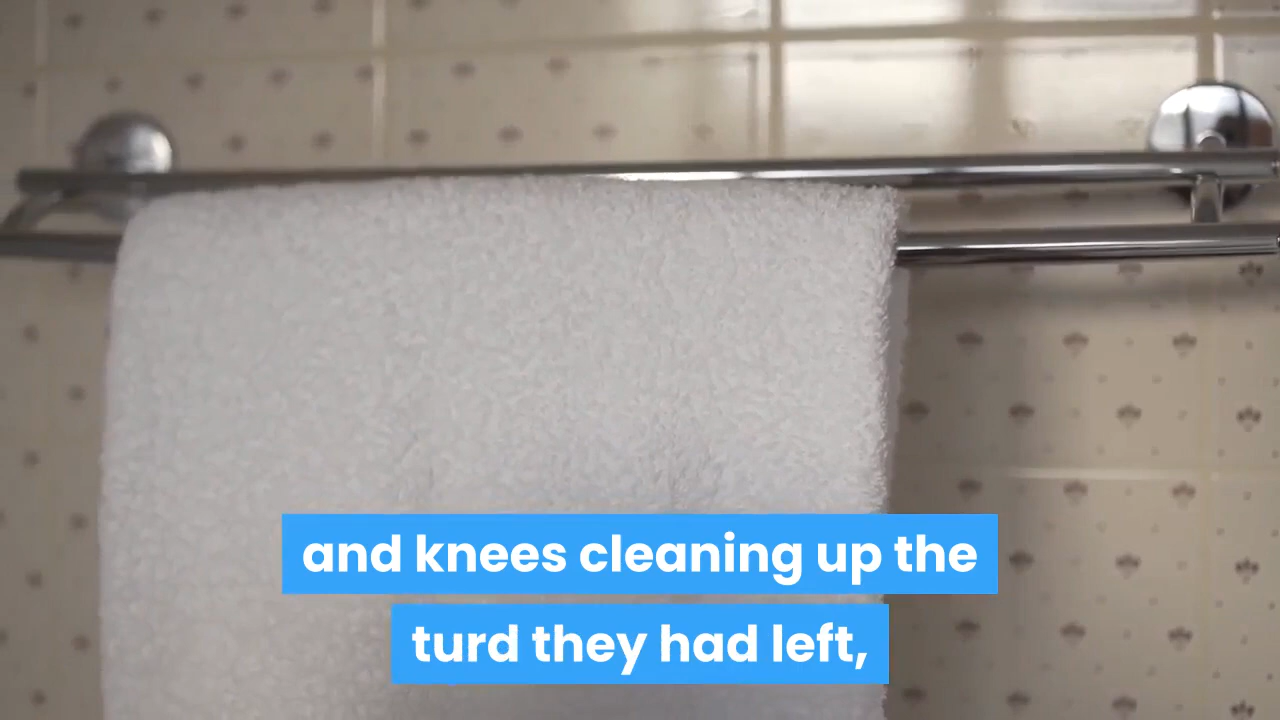 and knees cleaning up the
turd they had left,